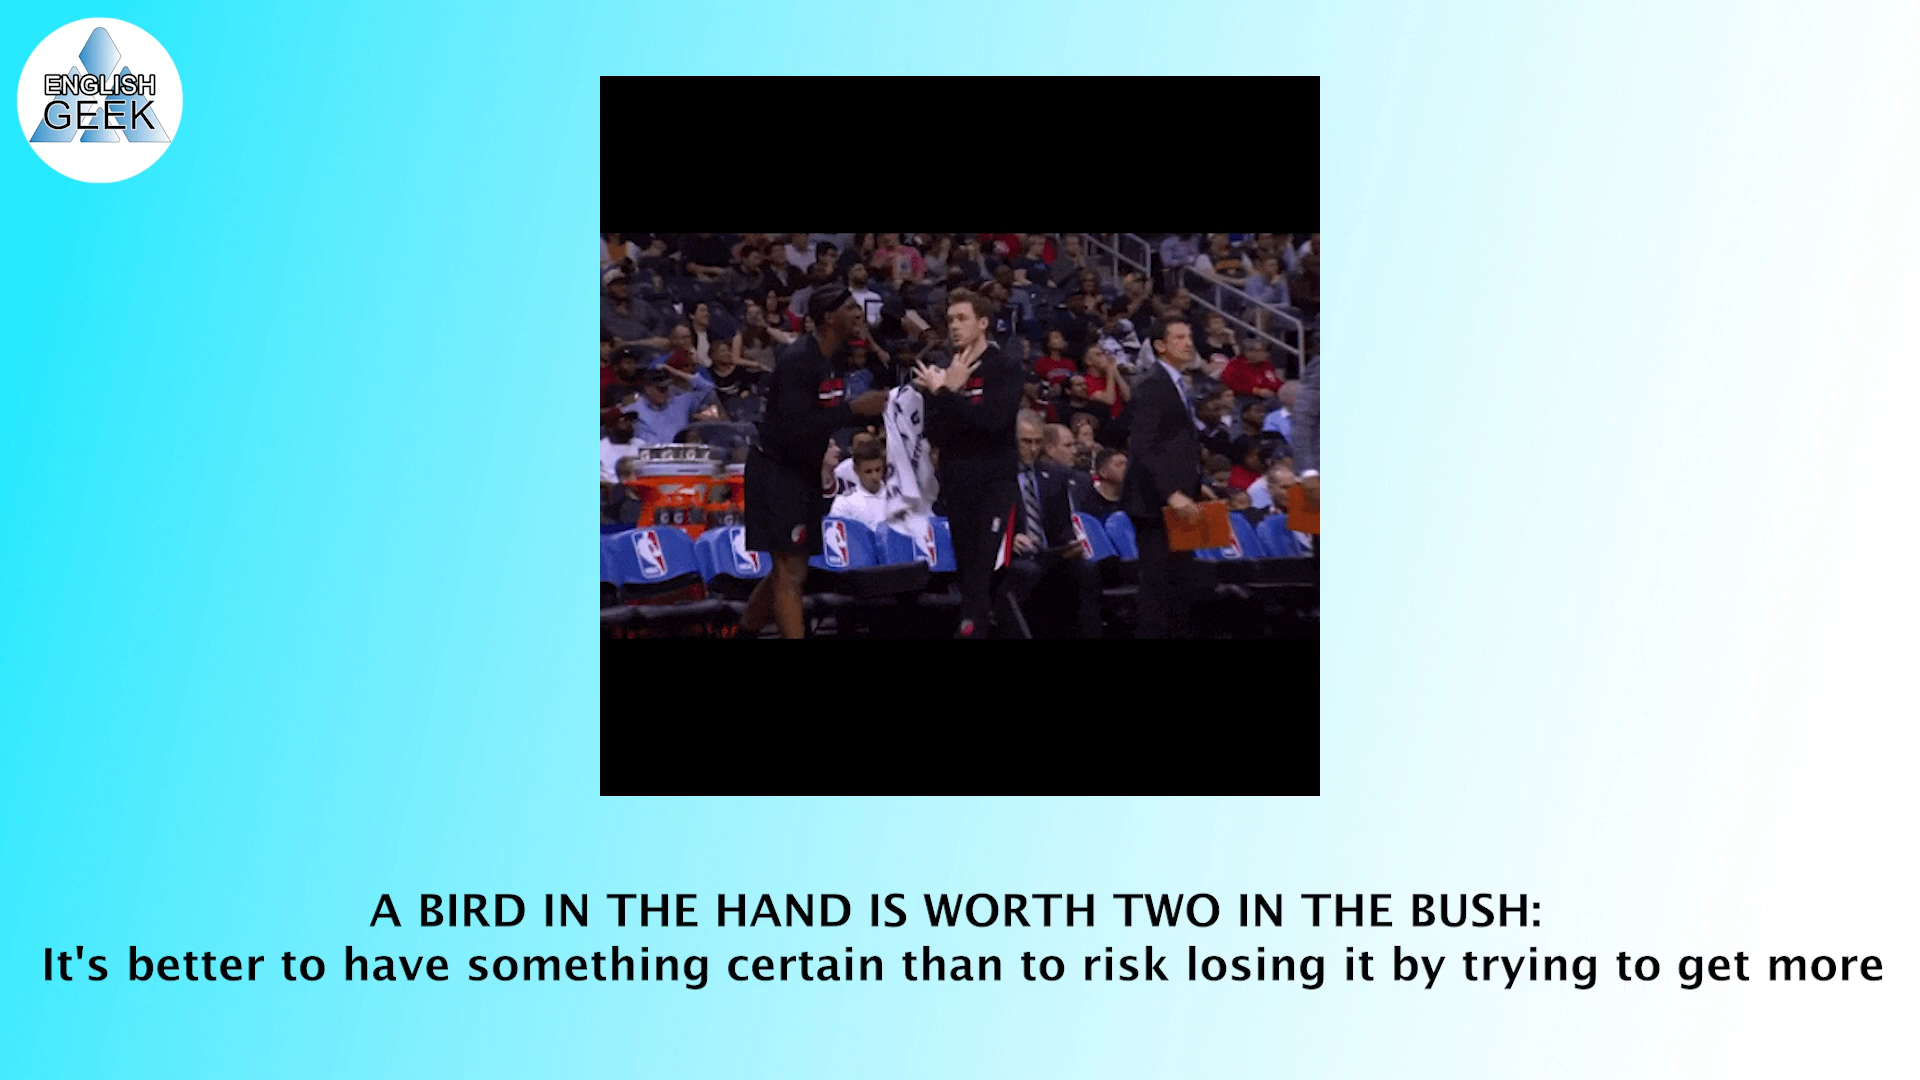 ENGLISH
GEEK
A BIRD IN THE HAND IS WORTH TWO IN THE BUSH:
It's better to have something certain than to risk losing it by trying to get more